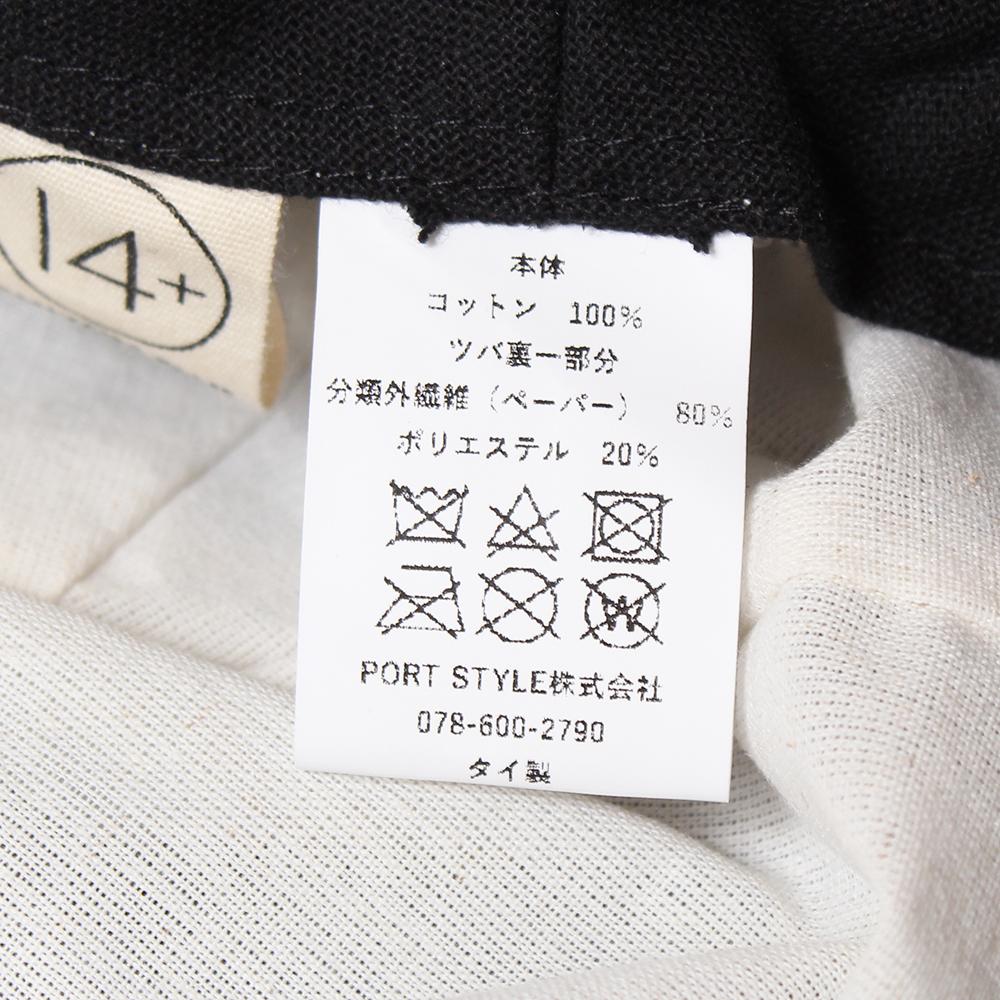 14+
本体
コットン 100%
ツバ裏一部分
分類外繊維（ペーパー） 80%
ポリエステル 20%
W
PORT STYLE株式会社
078-600-2790
タイ製